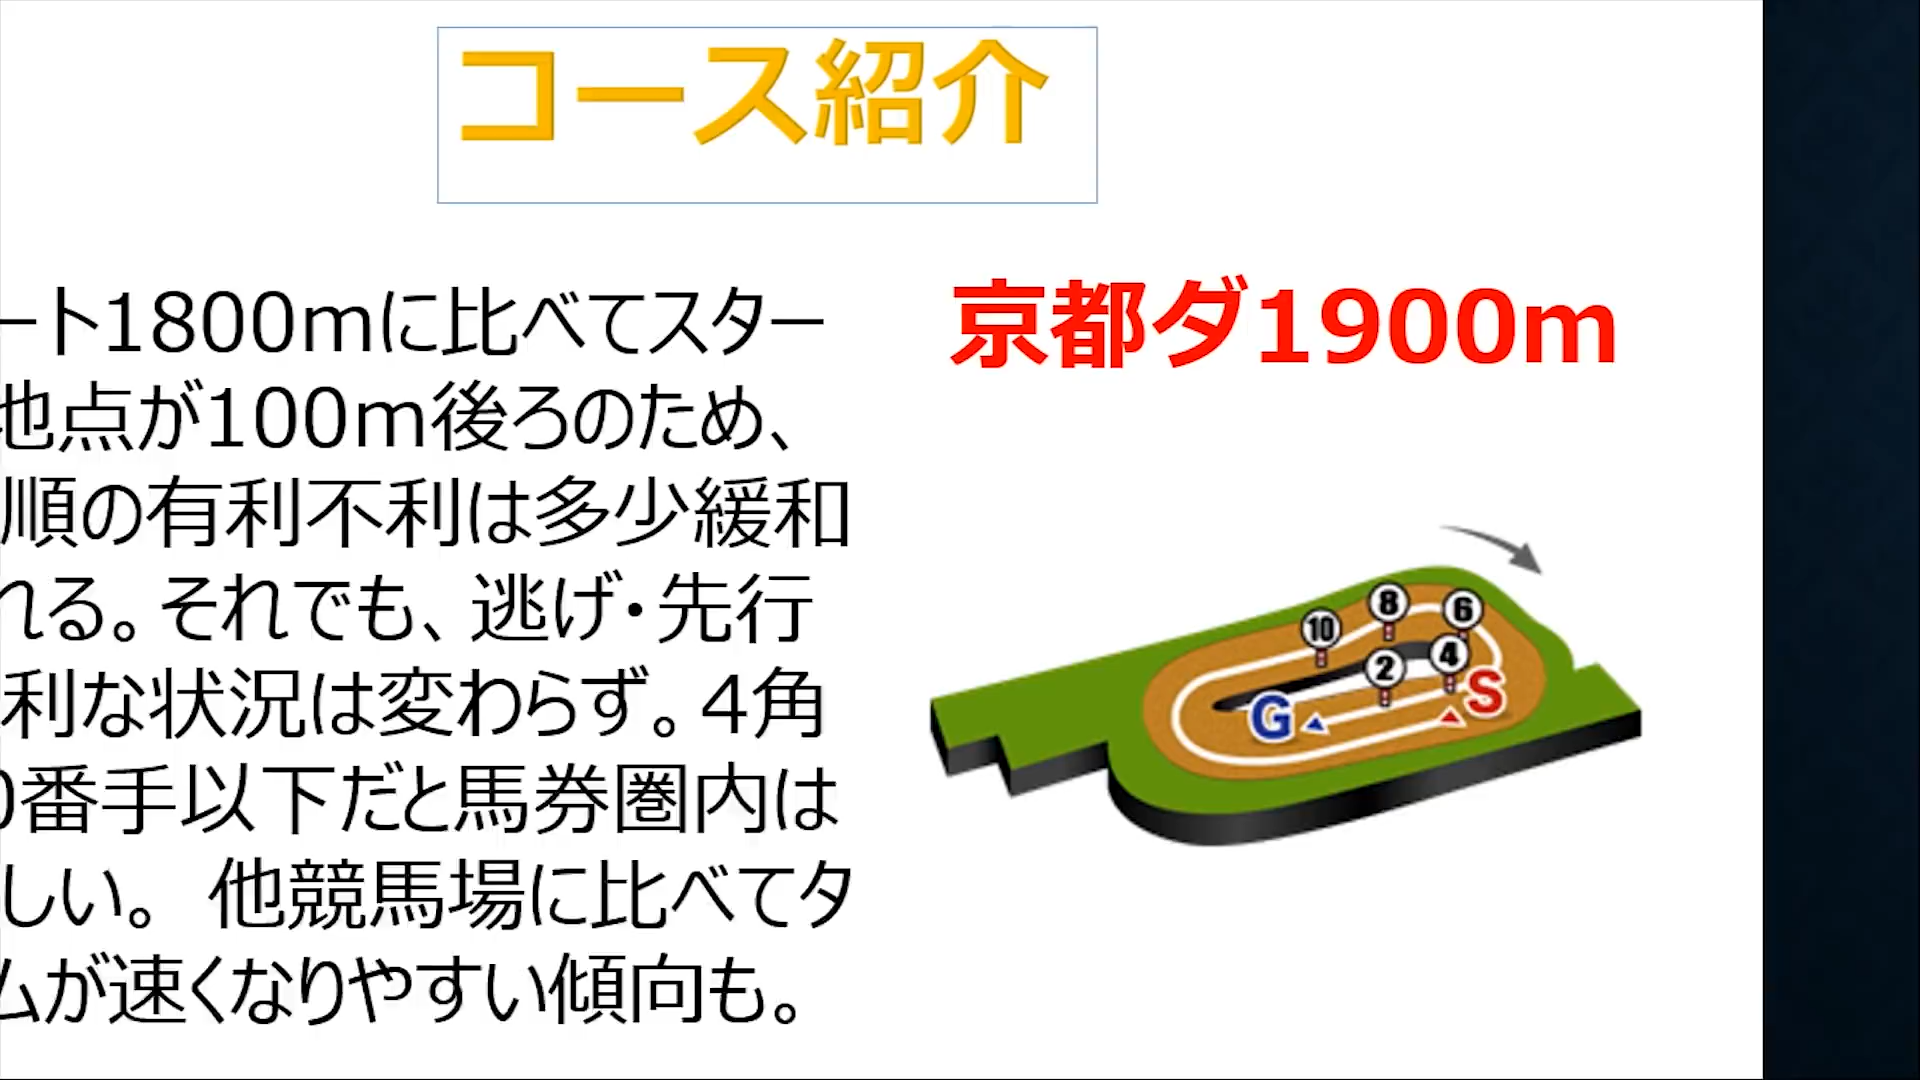 コース紹介
ート1800mに比べてスター
地点が100m後ろのため、
順の有利不利は多少緩和
れる。それでも、逃げ・先行
利な状況は変わらず。4角
0番手以下だと馬券圏内は
しい。 他競馬場に比べてタ
ムが速くなりやすい傾向も。
京都ダ1900m
10
8
6
2
4
G
S